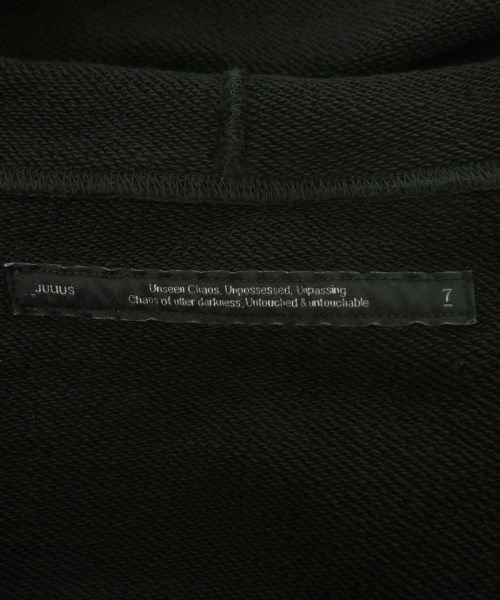 _JULIUS
Unseen Chaos, Unpossessed, Unpassing
Chaos of utter darkness, Untouched & untouchable
7